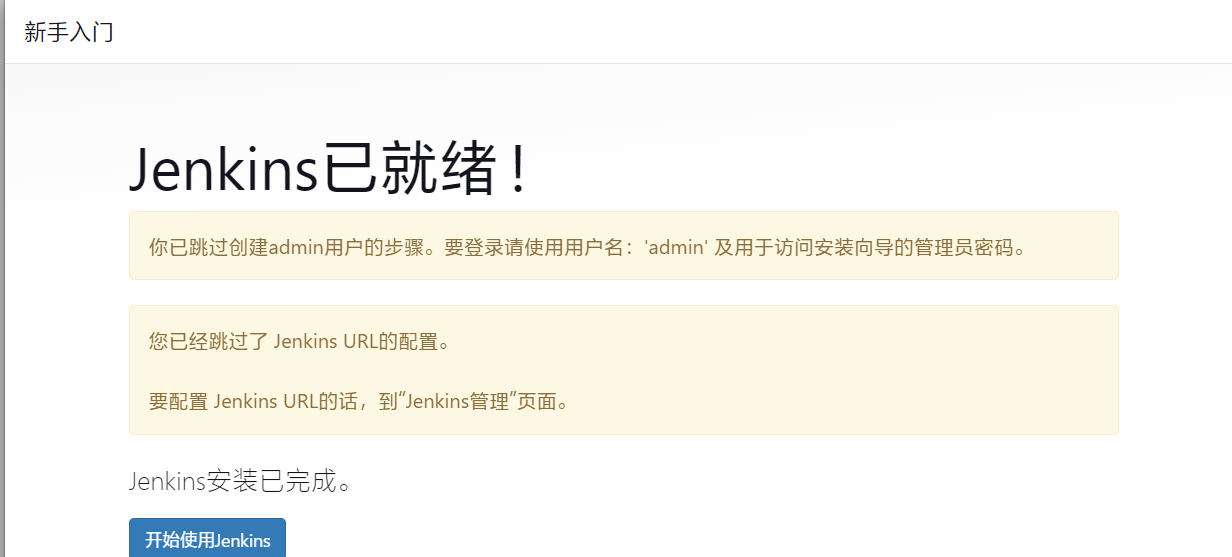 新手入门
Jenkins已就绪！
你已跳过创建admin用户的步骤。要登录请使用用户名：'admin' 及用于访问安装向导的管理员密码。
您已经跳过了 Jenkins URL的配置。
要配置 Jenkins URL的话，到“Jenkins管理”页面。
Jenkins安装已完成。
开始使用Jenkins